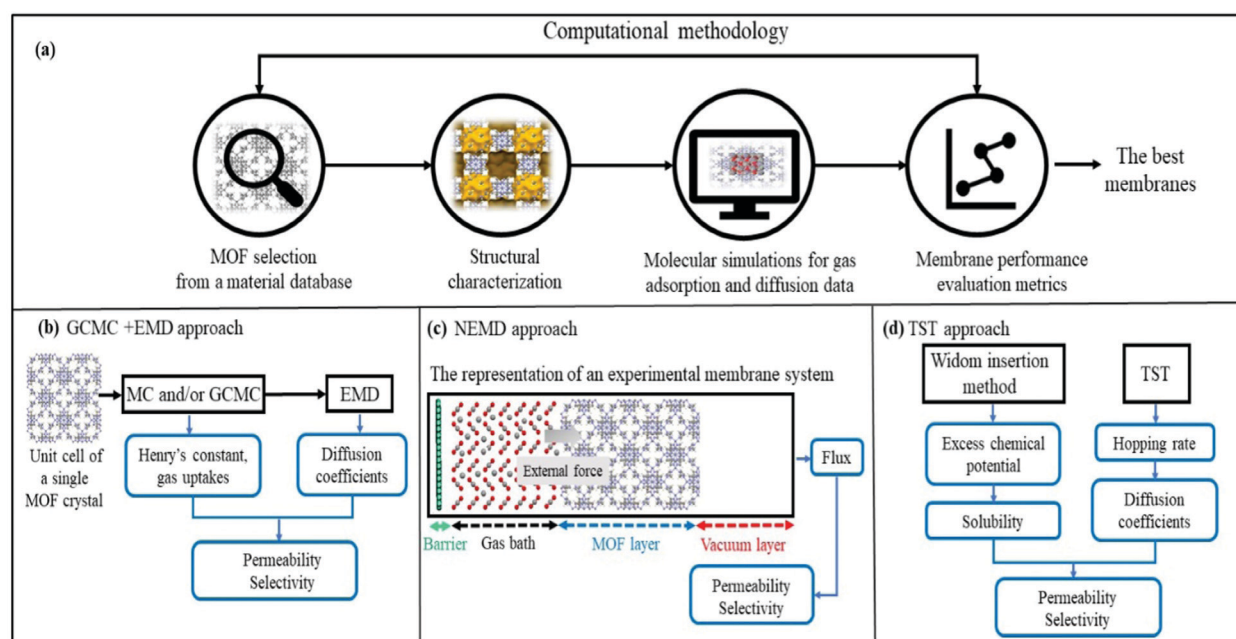 Computational methodology
(a)
The best
membranes
MOF selection
from a material database
Structural
characterization
Molecular simulations for gas
adsorption and diffusion data
Membrane performance
evaluation metrics
(b) GCMC +EMD approach
MC and/or GCMC
EMD
Unit cell of
a single
MOF crystal
Henry's constant,
gas uptakes
Diffusion
coefficients
Permeability
Selectivity
(c) NEMD approach
The representation of an experimental membrane system
External force
Flux
Barrier
Gas bath
MOF layer
Vacuum layer
Permeability
Selectivity
(d) TST approach
Widom insertion
method
TST
Excess chemical
potential
Hopping rate
Solubility
Diffusion
coefficients
Permeability
Selectivity